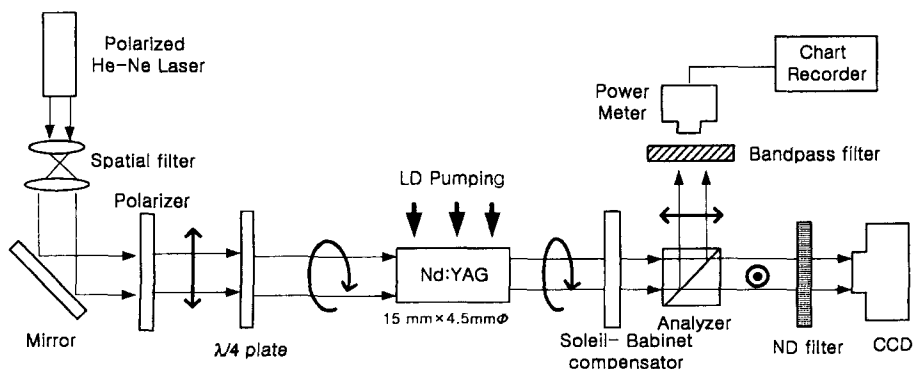 Polarized
He-Ne Laser
Spatial filter
Polarizer
Mirror
λ/4 plate
LD Pumping
Nd:YAG
15 mm×4.5mmΦ
Soleil- Babinet
compensator
Analyzer
Power
Meter
Chart
Recorder
Bandpass filter
ND filter
CCD